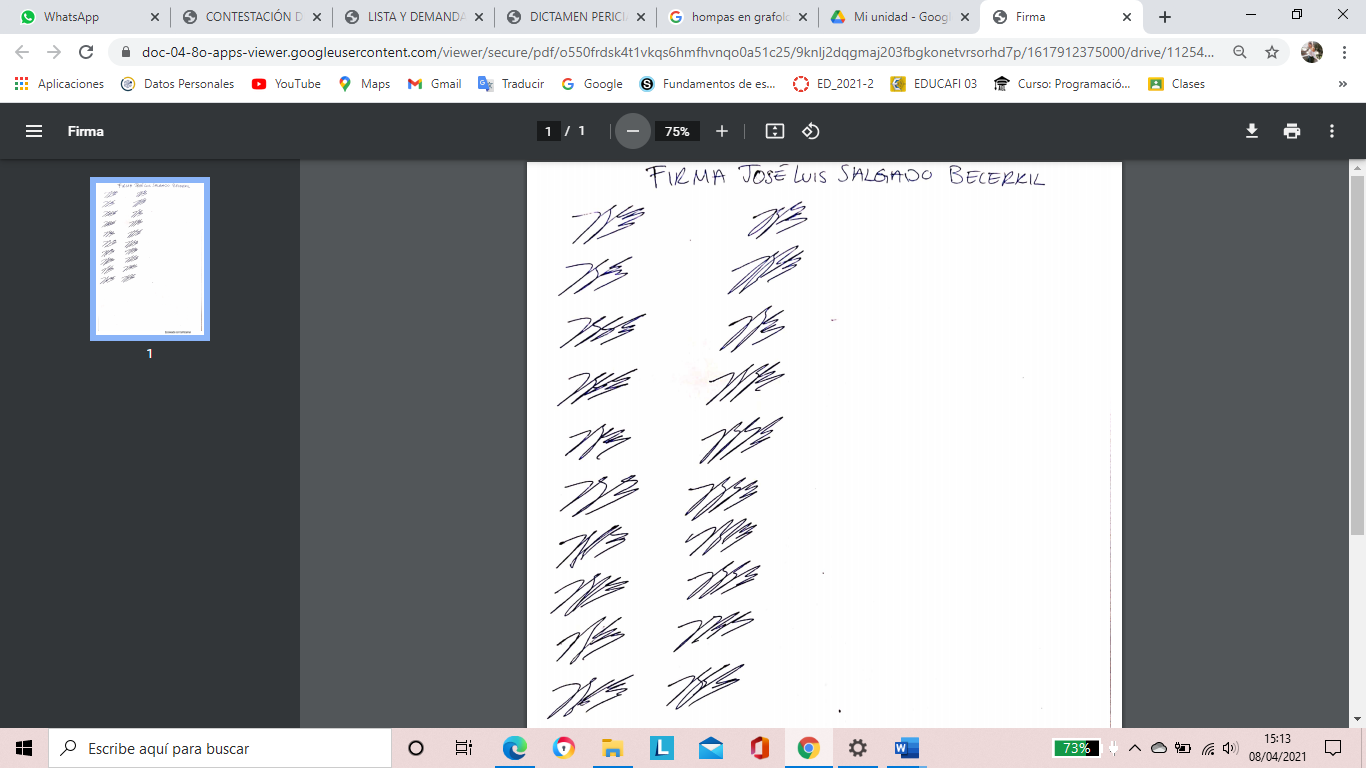 WhatsApp
CONTESTACIÓN D
LISTA Y DEMANDA
DICTAMEN PERICIA
hompas en grafolo
Mi unidad - Googl
Firma
doc-04-8o-apps-viewer.googleusercontent.com/viewer/secure/pdf/o550frdsk4t1vkqs6hmfhvnqo0a51c25/9knlj2dqgmaj203fbgkonetvrsorhd7p/1617912375000/drive/11254...
Aplicaciones Datos Personales YouTube Maps Gmail Traducir Google Fundamentos de es... ED_2021-2 EDUCAFI 03 Curso: Programació... Clases »
Firma 1 / 1 75%
FIRMA JOSÉ LUIS SALGADO BECERRIL
1
Escribe aquí para buscar
73%
15:13
08/04/2021